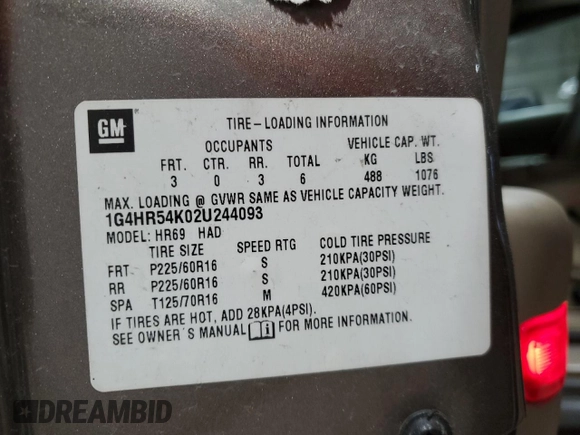 GM
TIRE-LOADING INFORMATION
OCCUPANTS VEHICLE CAP. WT.
FRT. CTR. RR. TOTAL KG LBS
3 0 3 6 488 1076
MAX. LOADING @ GVWR SAME AS VEHICLE CAPACITY WEIGHT.
1G4HR54K02U244093
MODEL: HR69 HAD
TIRE SIZE SPEED RTG COLD TIRE PRESSURE
FRT P225/60R16 S 210KPA(30PSI)
RR P225/60R16 S 210KPA(30PSI)
SPA T125/70R16 M 420KPA(60PSI)
IF TIRES ARE HOT, ADD 28KPA(4PSI).
SEE OWNER'S MANUAL i FOR MORE INFORMATION.
DREAMBID